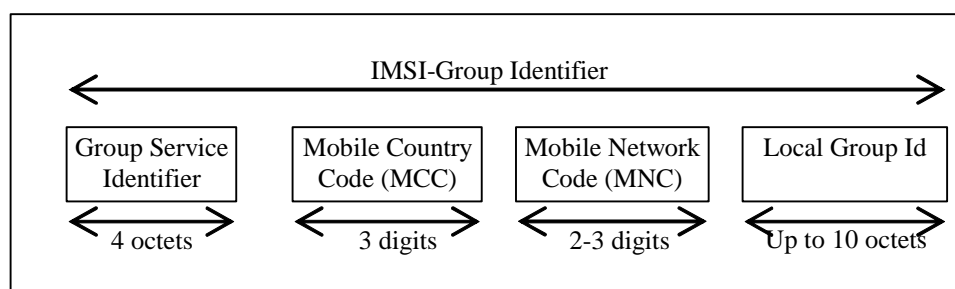 IMSI-Group Identifier
Group Service
Identifier
Mobile Country
Code (MCC)
Mobile Network
Code (MNC)
Local Group Id
4 octets
3 digits
2-3 digits
Up to 10 octets